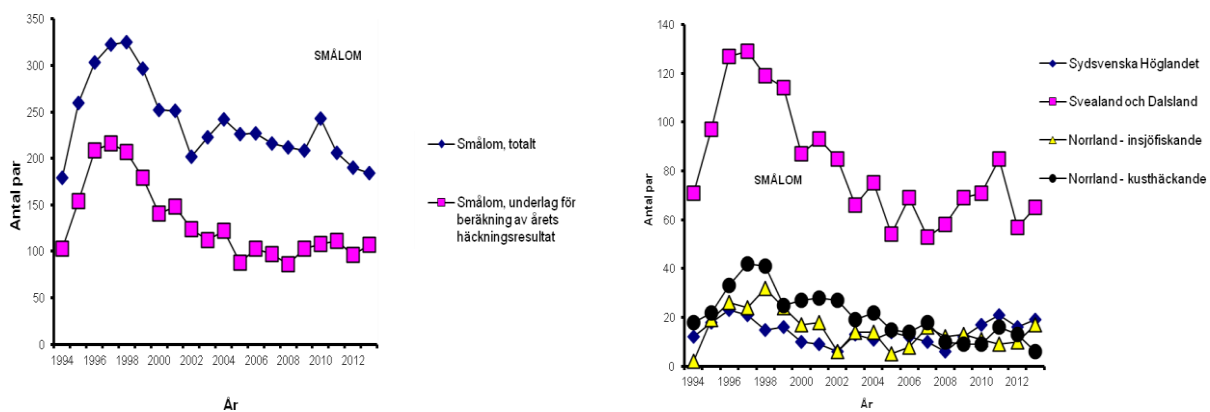 350
300
250
200
150
100
50
0
Antal par
SMÅLOM
1994 1996 1998 2000 2002 2004 2006 2008 2010 2012
År
Smålom, totalt
Smålom, underlag för
beräkning av årets
häckningsresultat
140
120
100
80
60
40
20
0
Antal par
SMÅLOM
1994 1996 1998 2000 2002 2004 2006 2008 2010 2012
År
Sydsvenska Höglandet
Svealand och Dalsland
Norrland - insjöfiskande
Norrland - kusthäckande